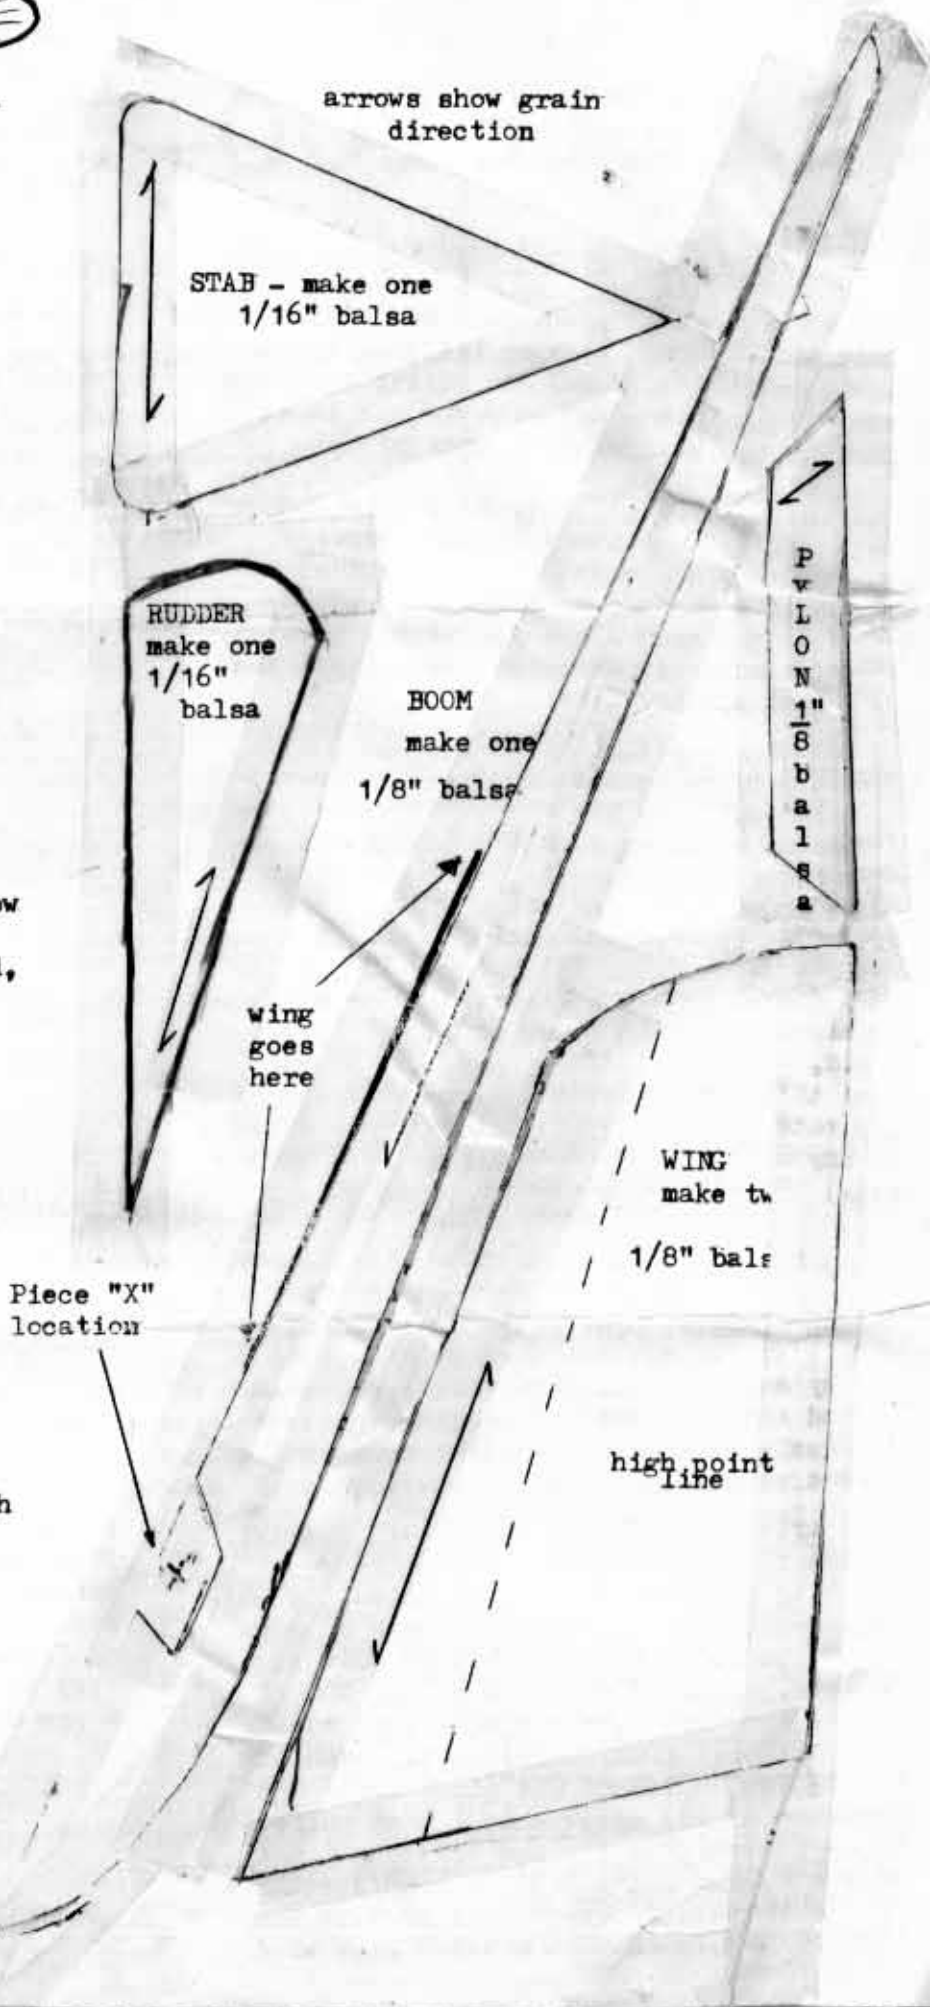 arrows show grain
direction
STAB - make one
1/16" balsa
RUDDER
make one
1/16"
balsa
BOOM
make one
1/8" balsa
PYLON 1/8" balsa
wing
goes
here
WING
make tw
1/8" bals
Piece "X"
location
X
high point
line